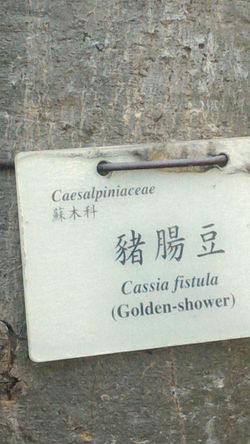 Caesalpiniaceae
蘇木科
豬腸豆
Cassia fistula
(Golden-shower)